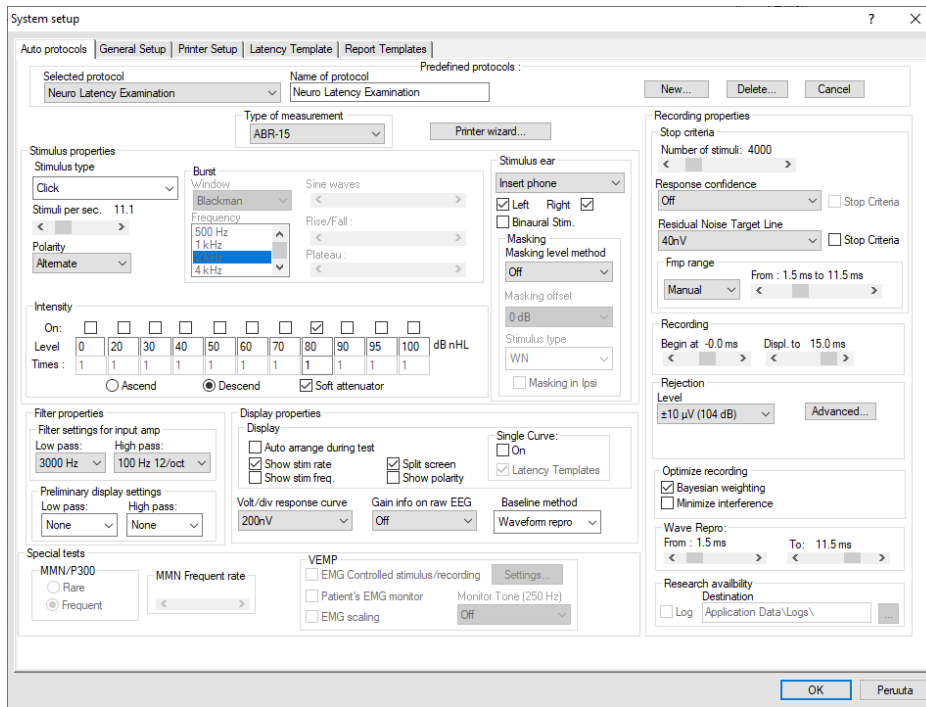 System setup ? ×
Auto protocols General Setup Printer Setup Latency Template Report Templates
Predefined protocols :
Selected protocol Name of protocol
Neuro Latency Examination Neuro Latency Examination New... Delete... Cancel
Type of measurement
ABR-15 Printer wizard...
Stimulus properties
Stimulus type
Click
Stimuli per sec. 11.1
Polarity
Alternate
Burst
Window
Blackman
Frequency
500 Hz
1 kHz
2 kHz
4 kHz
Sine waves
Rise/Fall :
Plateau :
Stimulus ear
Insert phone
Left Right
Binaural Stim.
Masking
Masking level method
Off
Masking offset
0 dB
Stimulus type
WN
Masking in Ipsi
Intensity
On:
Level 0 20 30 40 50 60 70 80 90 95 100 dB nHL
Times : 1 1 1 1 1 1 1 1 1 1 1
Ascend Descend Soft attenuator
Filter properties
Filter settings for input amp
Low pass: High pass:
3000 Hz 100 Hz 12/oct
Preliminary display settings
Low pass: High pass:
None None
Display properties
Display
Auto arrange during test
Show stim rate Split screen
Show stim freq. Show polarity
Single Curve:
On
Latency Templates
Volt/div response curve Gain info on raw EEG Baseline method
200nV Off Waveform repro
Special tests
MMN/P300
Rare
Frequent
MMN Frequent rate
VEMP
EMG Controlled stimulus/recording Settings...
Patient's EMG monitor Monitor Tone (250 Hz)
EMG scaling Off
Recording properties
Stop criteria
Number of stimuli: 4000
Response confidence
Off Stop Criteria
Residual Noise Target Line
40nV Stop Criteria
Fmp range
From : 1.5 ms to 11.5 ms
Manual
Recording
Begin at -0.0 ms Displ. to 15.0 ms
Rejection
Level
±10 µV (104 dB) Advanced...
Optimize recording
Bayesian weighting
Minimize interference
Wave Repro:
From : 1.5 ms To: 11.5 ms
Research availbility
Destination
Log Application Data\Logs\ ...
OK Peruuta